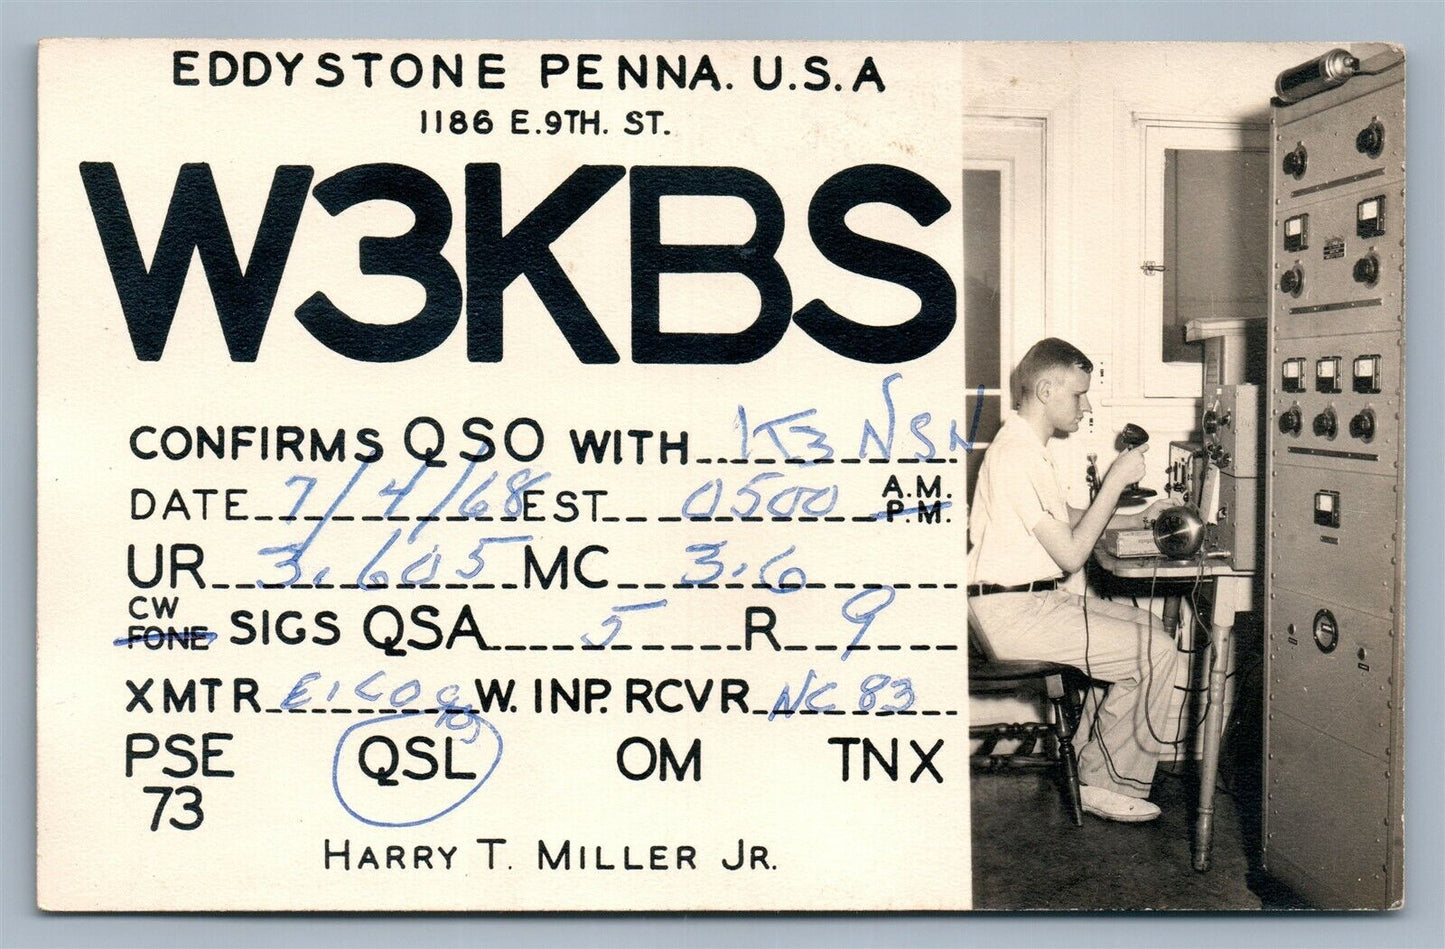 EDDYSTONE PENNA. U.S.A
1186 E.9TH. ST.
W3KBS
CONFIRMS QSO WITH K3NSN
DATE 7/4/68 EST 0500 A.M. P.M.
UR 3.605 MC 3.6
CW FONE SIGS QSA 5 R 9
XMTR EICO W. INP. RCVR NC 83
PSE QSL OM TNX
73
HARRY T. MILLER JR.